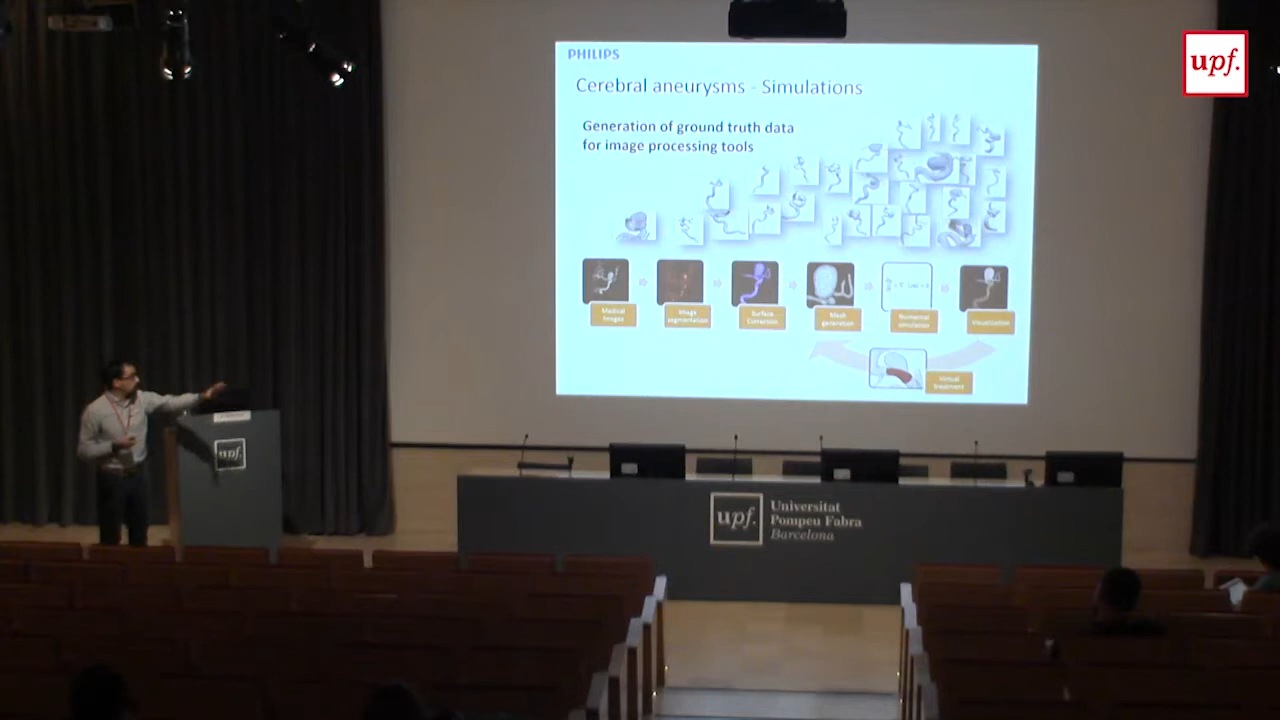 PHILIPS
Cerebral aneurysms - Simulations
Generation of ground truth data
for image processing tools
Medical
Images
Image
segmentation
Surface
Correction
Mesh
generation
Numerical
simulation
Visualization
Virtual
treatment
upf.
upf.
upf.
Universitat
Pompeu Fabra
Barcelona